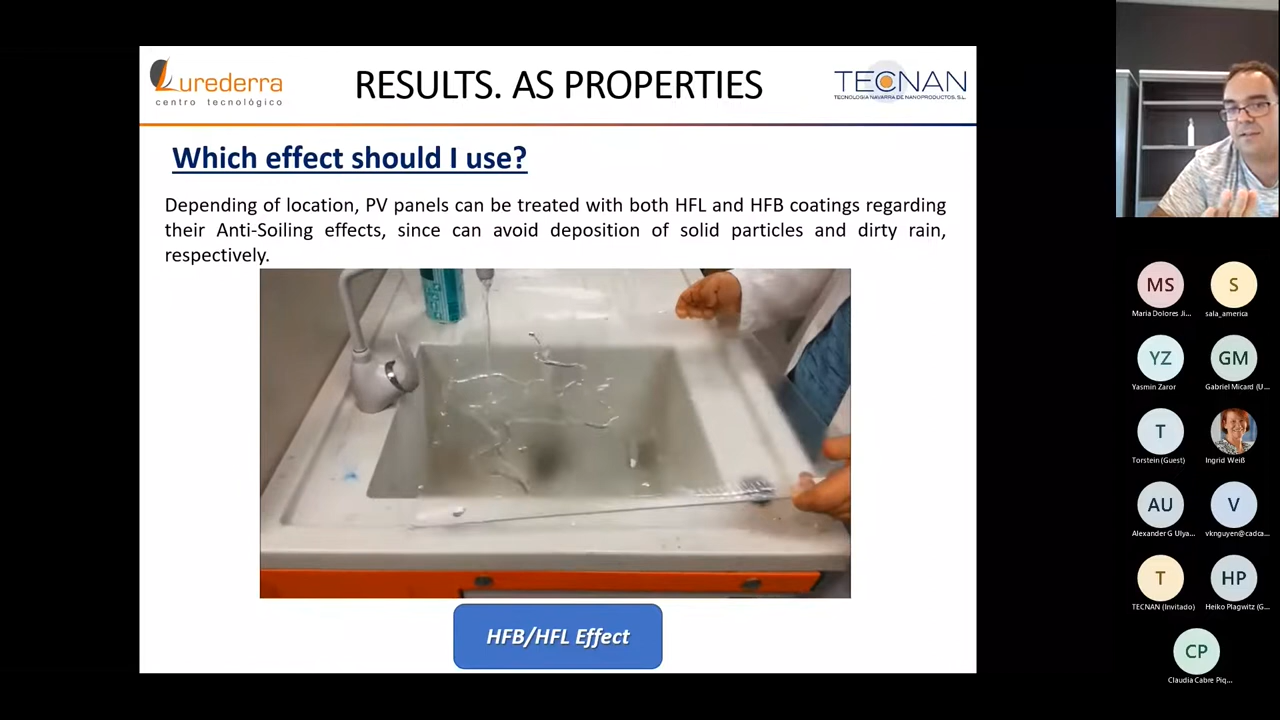 Lurederra
centro tecnológico
RESULTS. AS PROPERTIES
TECNAN
TECNOLOGÍA NAVARRA DE NANOPRODUCTOS, S.L.
Which effect should I use?
Depending of location, PV panels can be treated with both HFL and HFB coatings regarding
their Anti-Soiling effects, since can avoid deposition of solid particles and dirty rain,
respectively.
HFB/HFL Effect
MS
S
Maria Dolores Ji...
sala_america
YZ
GM
Yasmin Zaror
Gabriel Micard (U...
T
Torstein (Guest)
Ingrid Weiß
AU
V
Alexander G Ulya...
vknguyen@cadca...
T
HP
TECNAN (Invitado)
Heiko Plagwitz (G...
CP
Claudia Cabre Piq...